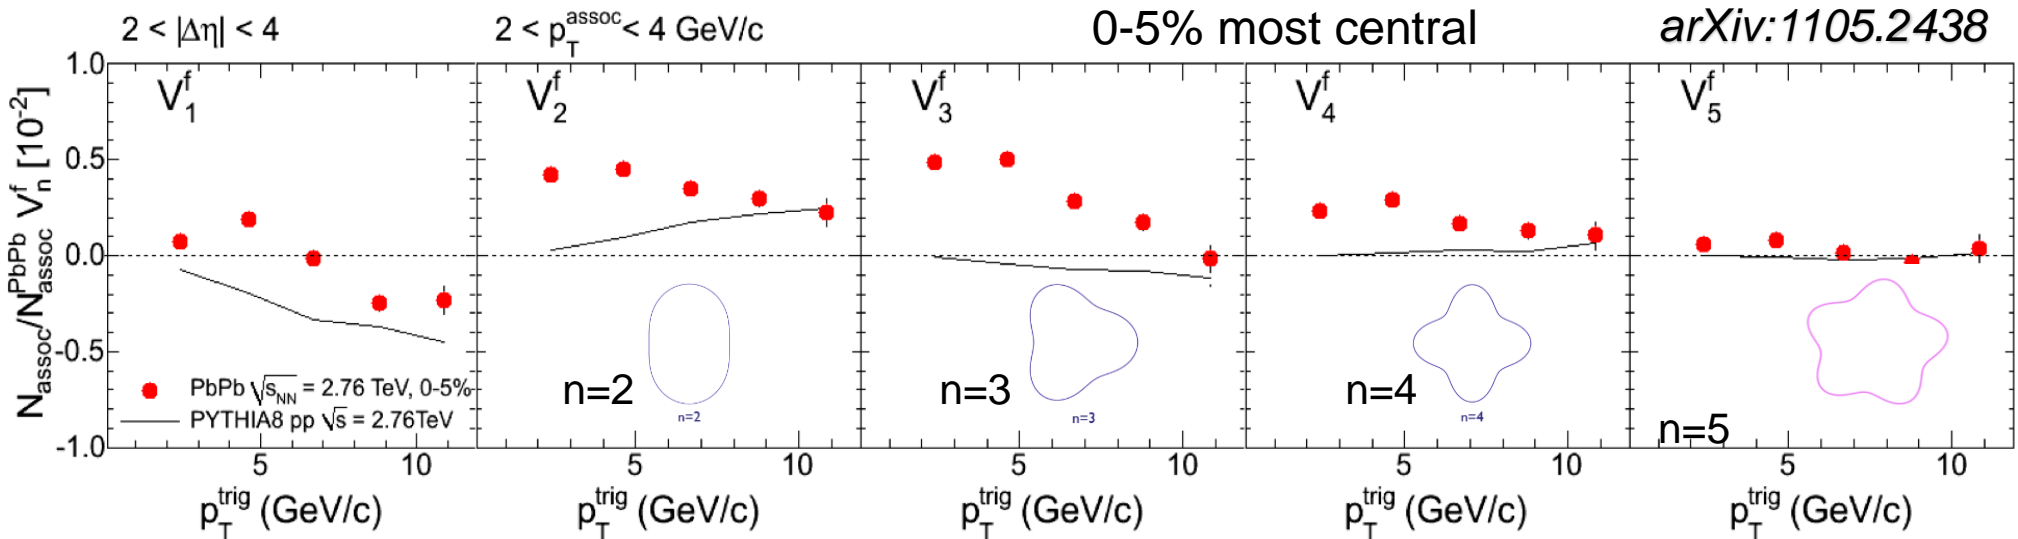 2 < |Δη| < 4
2 < p_T^assoc < 4 GeV/c
0-5% most central
arXiv:1105.2438
N_assoc/N_assoc^PbPb V_n^f [10^-2]
1.0
0.5
0.0
-0.5
-1.0
V_1^f
V_2^f
V_3^f
V_4^f
V_5^f
PbPb √s_NN = 2.76 TeV, 0-5%
PYTHIA8 pp √s = 2.76TeV
n=2
n=2
n=3
n=3
n=4
n=4
n=5
5 10
5 10
5 10
5 10
5 10
p_T^trig (GeV/c)
p_T^trig (GeV/c)
p_T^trig (GeV/c)
p_T^trig (GeV/c)
p_T^trig (GeV/c)